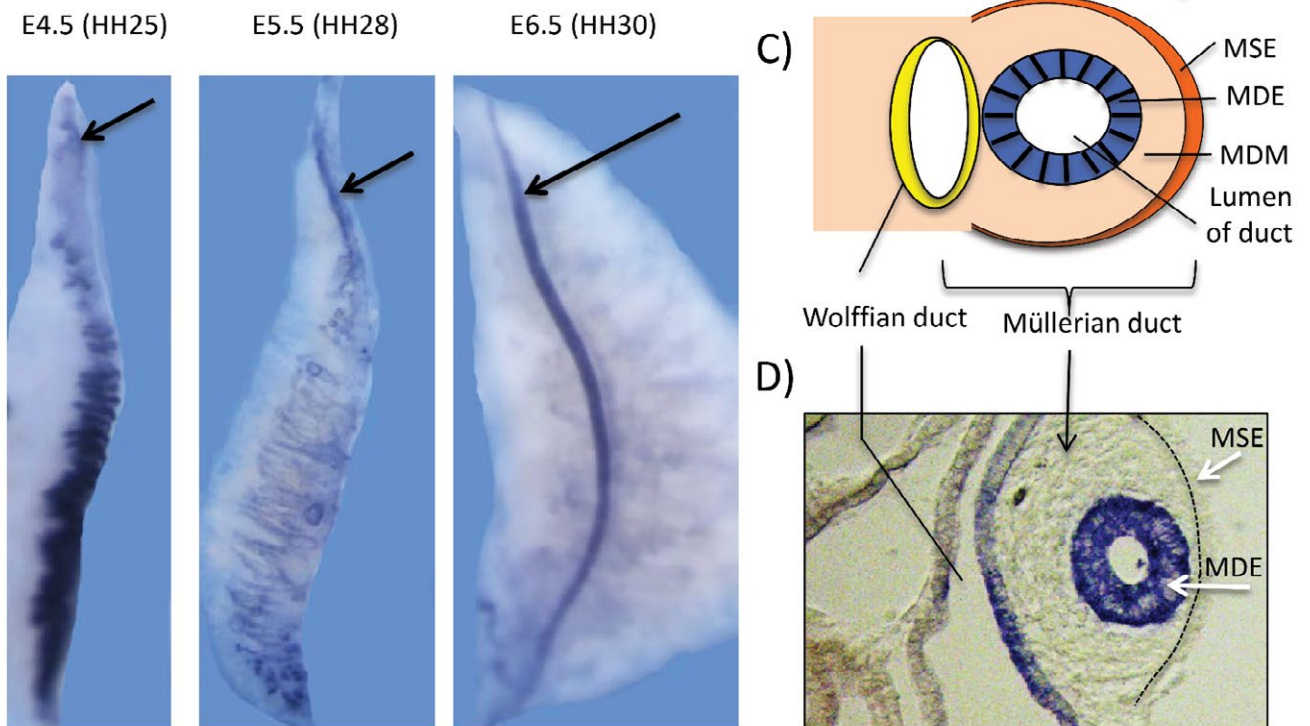 E4.5 (HH25)
E5.5 (HH28)
E6.5 (HH30)
C)
MSE
MDE
MDM
Lumen
of duct
Wolffian duct
Müllerian duct
D)
MSE
MDE